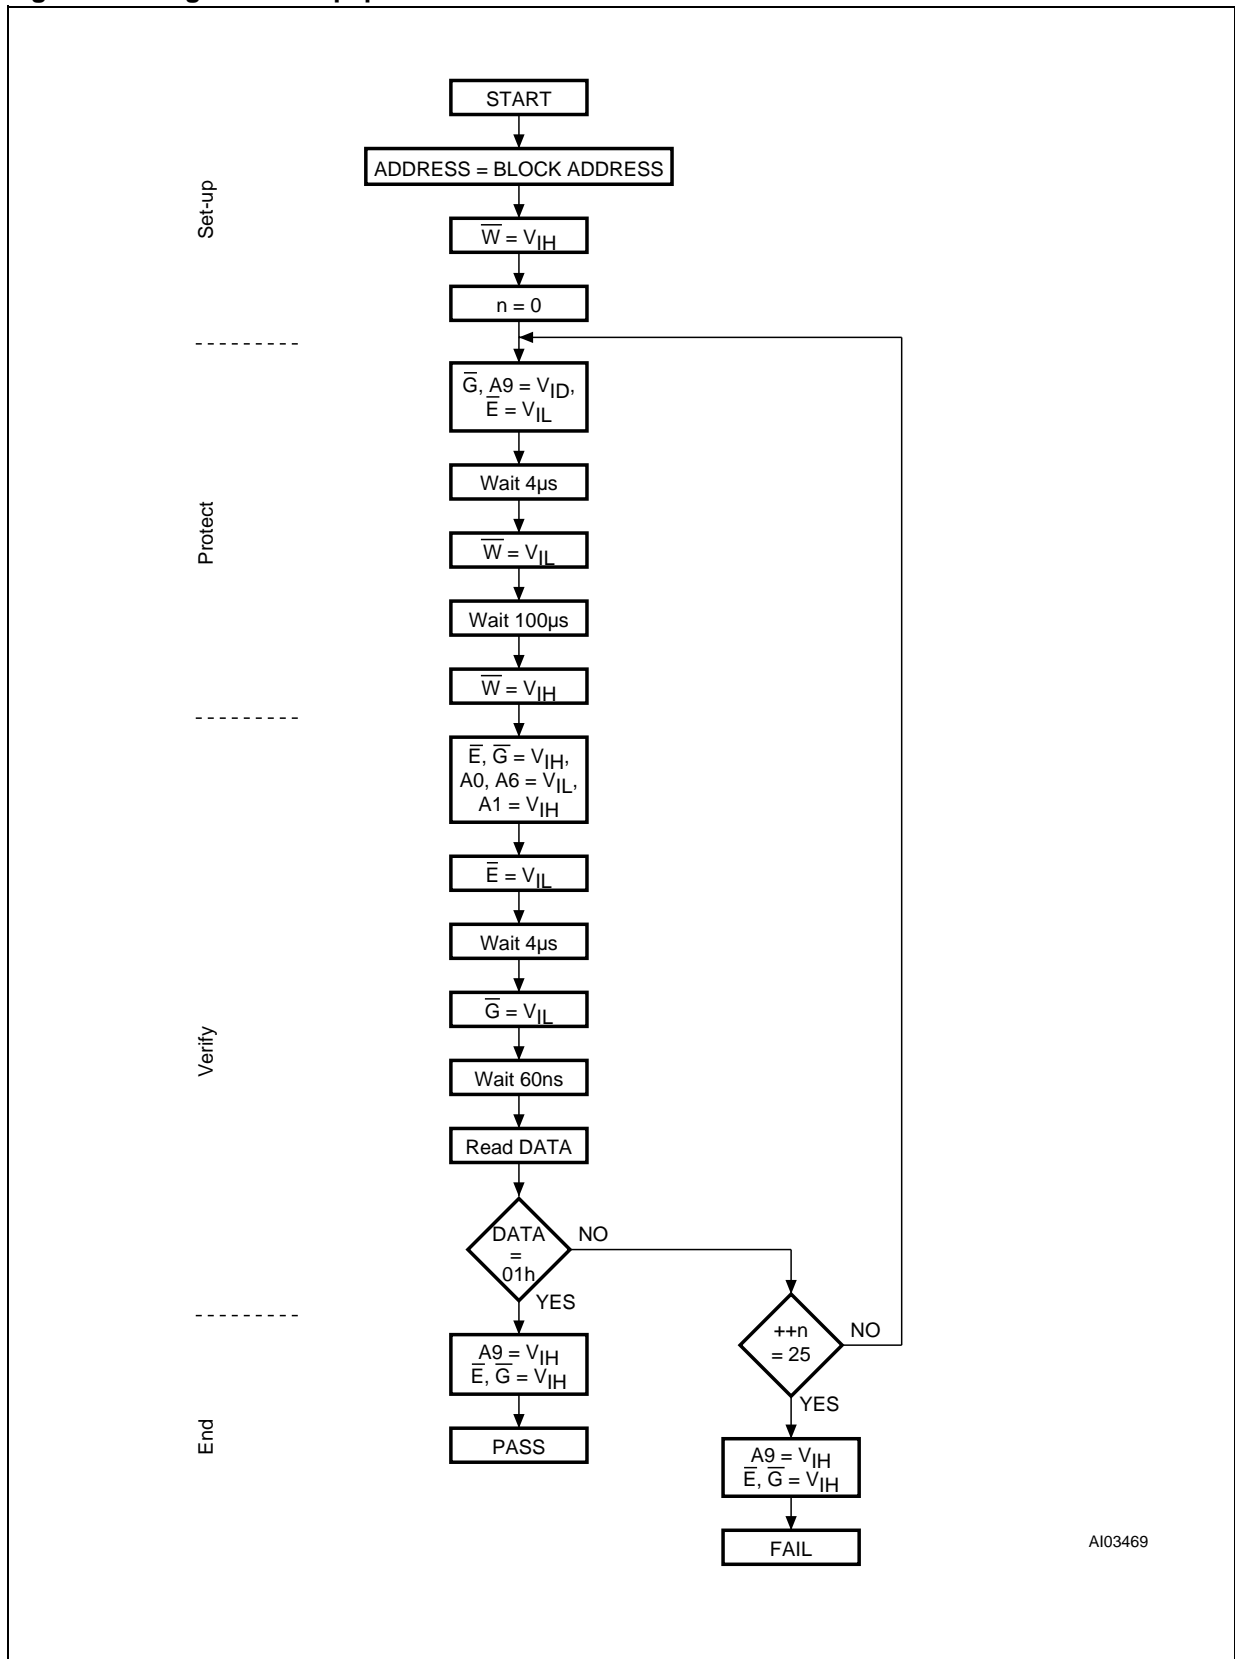 START
ADDRESS = BLOCK ADDRESS
Set-up
W̅ = VIH
n = 0
G̅, A9 = VID,
E̅ = VIL
Wait 4µs
Protect
W̅ = VIL
Wait 100µs
W̅ = VIH
E̅, G̅ = VIH,
A0, A6 = VIL,
A1 = VIH
E̅ = VIL
Wait 4µs
G̅ = VIL
Verify
Wait 60ns
Read DATA
DATA
=
01h
NO
YES
++n
= 25
NO
YES
A9 = VIH
E̅, G̅ = VIH
End
PASS
A9 = VIH
E̅, G̅ = VIH
FAIL
AI03469